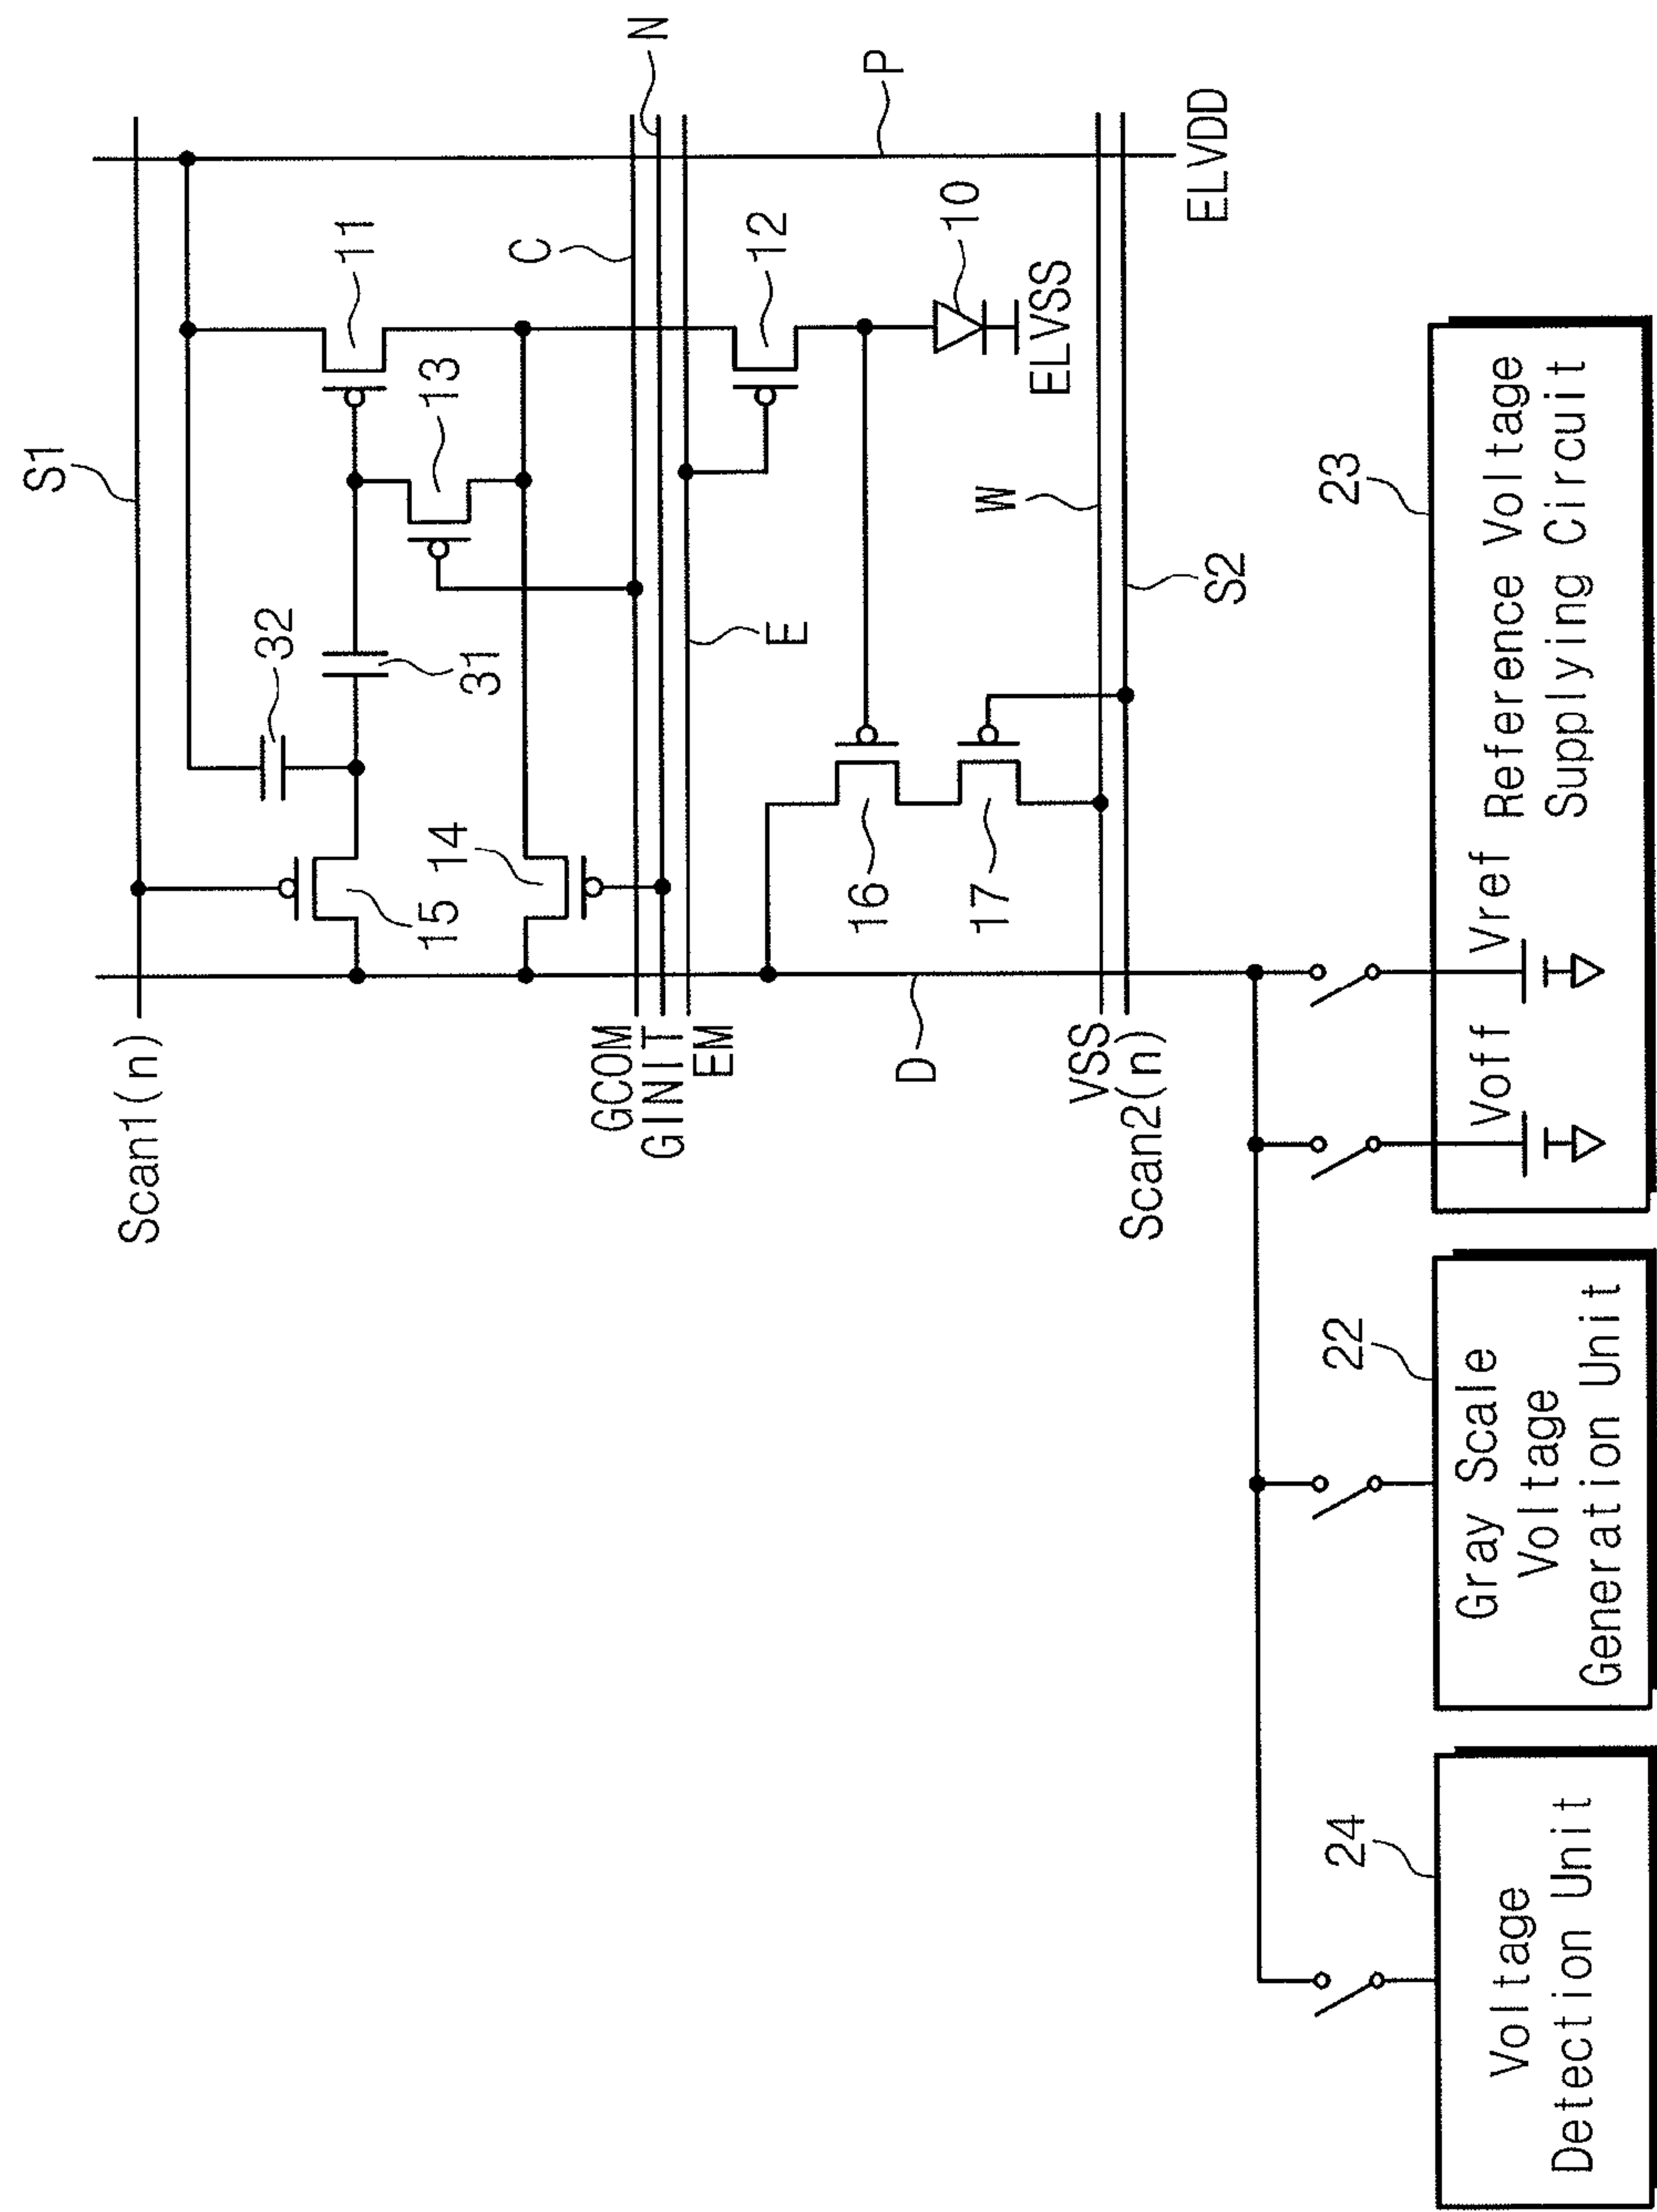 S1
Scan1(n)
32
11
15
31
13
14
C
N
GCOM
GINIT
EM
E
12
P
16
17
10
ELVSS
W
D
VSS
Scan2(n)
S2
ELVDD
24
Voltage
Detection Unit
22
Gray Scale
Voltage
Generation Unit
23
Voff
Vref
Reference Voltage
Supplying Circuit